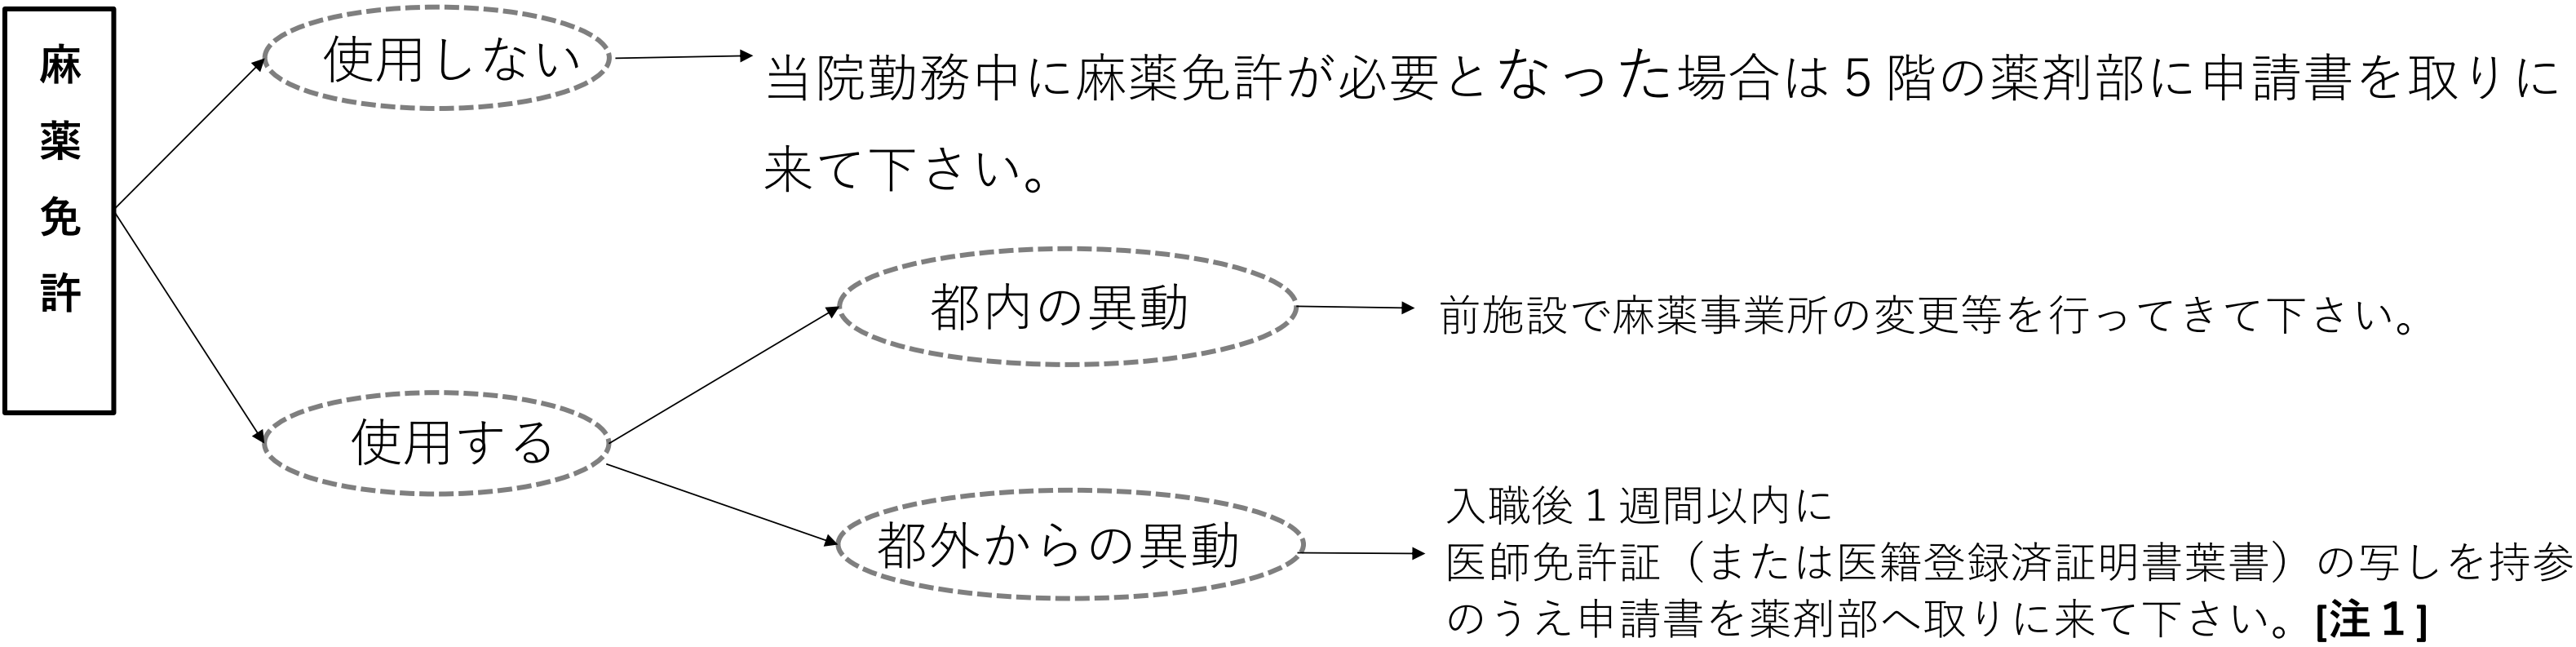 麻薬免許
使用しない
当院勤務中に麻薬免許が必要となった場合は５階の薬剤部に申請書を取りに
来て下さい。
使用する
都内の異動
前施設で麻薬事業所の変更等を行ってきて下さい。
都外からの異動
入職後１週間以内に
医師免許証（または医籍登録済証明書葉書）の写しを持参
のうえ申請書を薬剤部へ取りに来て下さい。[注１]